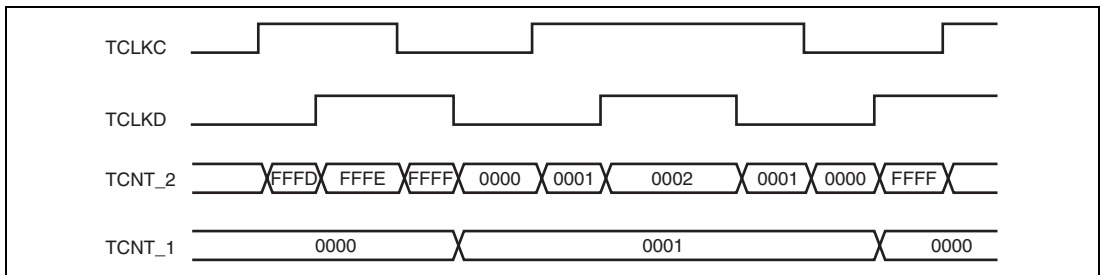 TCLKC
TCLKD
TCNT_2 FFFD FFFE FFFF 0000 0001 0002 0001 0000 FFFF
TCNT_1 0000 0001 0000